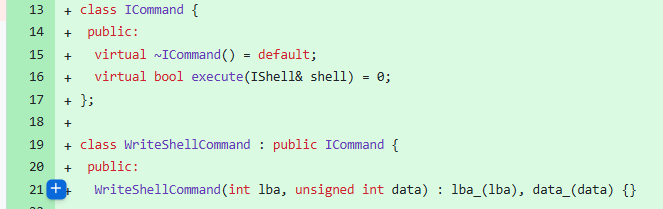 13 + class ICommand {
14 + public:
15 + virtual ~ICommand() = default;
16 + virtual bool execute(IShell& shell) = 0;
17 + };
18 +
19 + class WriteShellCommand : public ICommand {
20 + public:
21 + WriteShellCommand(int lba, unsigned int data) : lba_(lba), data_(data) {}